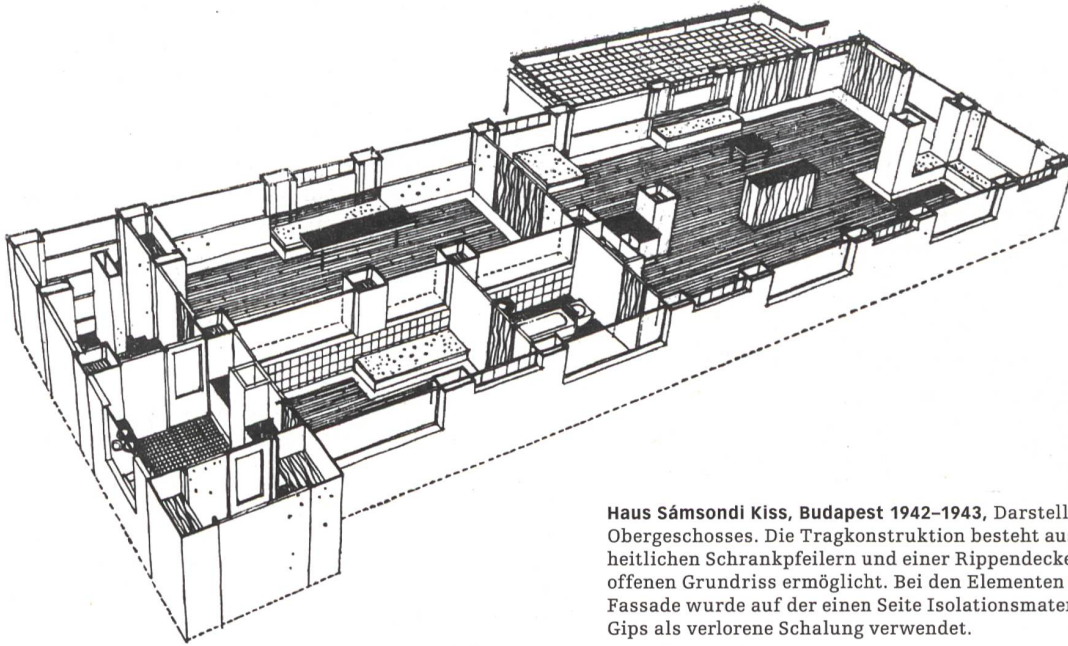 Haus Sámsondi Kiss, Budapest 1942–1943, Darstell
Obergeschosses. Die Tragkonstruktion besteht au
heitlichen Schrankpfeilern und einer Rippendecke
offenen Grundriss ermöglicht. Bei den Elementen
Fassade wurde auf der einen Seite Isolationsmater
Gips als verlorene Schalung verwendet.